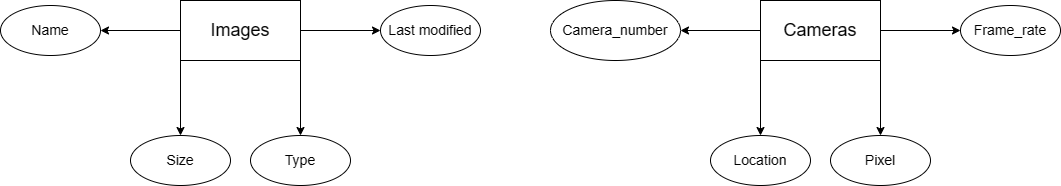 Name
Images
Last modified
Size
Type
Camera_number
Cameras
Frame_rate
Location
Pixel